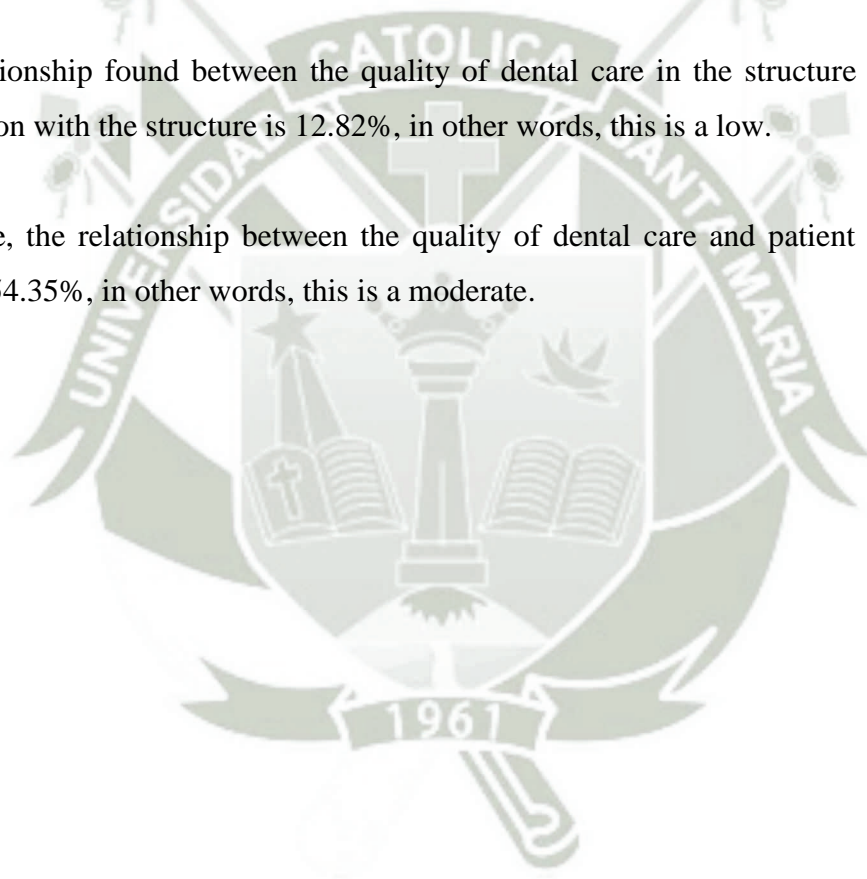 tionship found between the quality of dental care in the structure
on with the structure is 12.82%, in other words, this is a low.
e, the relationship between the quality of dental care and patient
54.35%, in other words, this is a moderate.
UNIVERSIDAD CATOLICA SANTA MARIA
1961